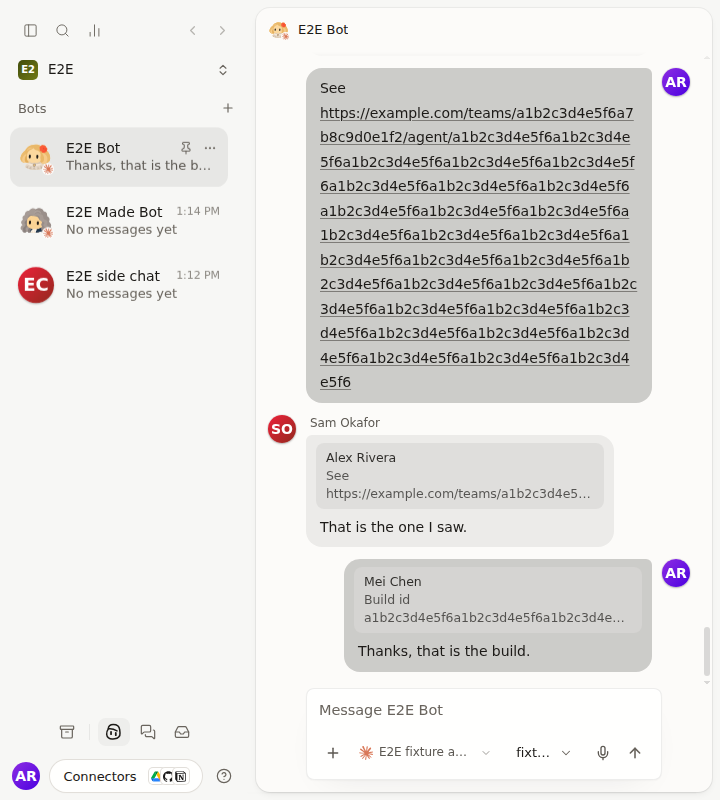 E2 E2E
Bots
E2E Bot
Thanks, that is the b...
E2E Made Bot 1:14 PM
No messages yet
EC
E2E side chat 1:12 PM
No messages yet
AR
Connectors
E2E Bot
AR
See
https://example.com/teams/a1b2c3d4e5f6a7
b8c9d0e1f2/agent/a1b2c3d4e5f6a1b2c3d4e
5f6a1b2c3d4e5f6a1b2c3d4e5f6a1b2c3d4e5f
6a1b2c3d4e5f6a1b2c3d4e5f6a1b2c3d4e5f6
a1b2c3d4e5f6a1b2c3d4e5f6a1b2c3d4e5f6a
1b2c3d4e5f6a1b2c3d4e5f6a1b2c3d4e5f6a1
b2c3d4e5f6a1b2c3d4e5f6a1b2c3d4e5f6a1b
2c3d4e5f6a1b2c3d4e5f6a1b2c3d4e5f6a1b2c
3d4e5f6a1b2c3d4e5f6a1b2c3d4e5f6a1b2c3
d4e5f6a1b2c3d4e5f6a1b2c3d4e5f6a1b2c3d
4e5f6a1b2c3d4e5f6a1b2c3d4e5f6a1b2c3d4
e5f6
Sam Okafor
SO
Alex Rivera
See
https://example.com/teams/a1b2c3d4e5...
That is the one I saw.
AR
Mei Chen
Build id
a1b2c3d4e5f6a1b2c3d4e5f6a1b2c3d4e...
Thanks, that is the build.
Message E2E Bot
E2E fixture a... fixt...